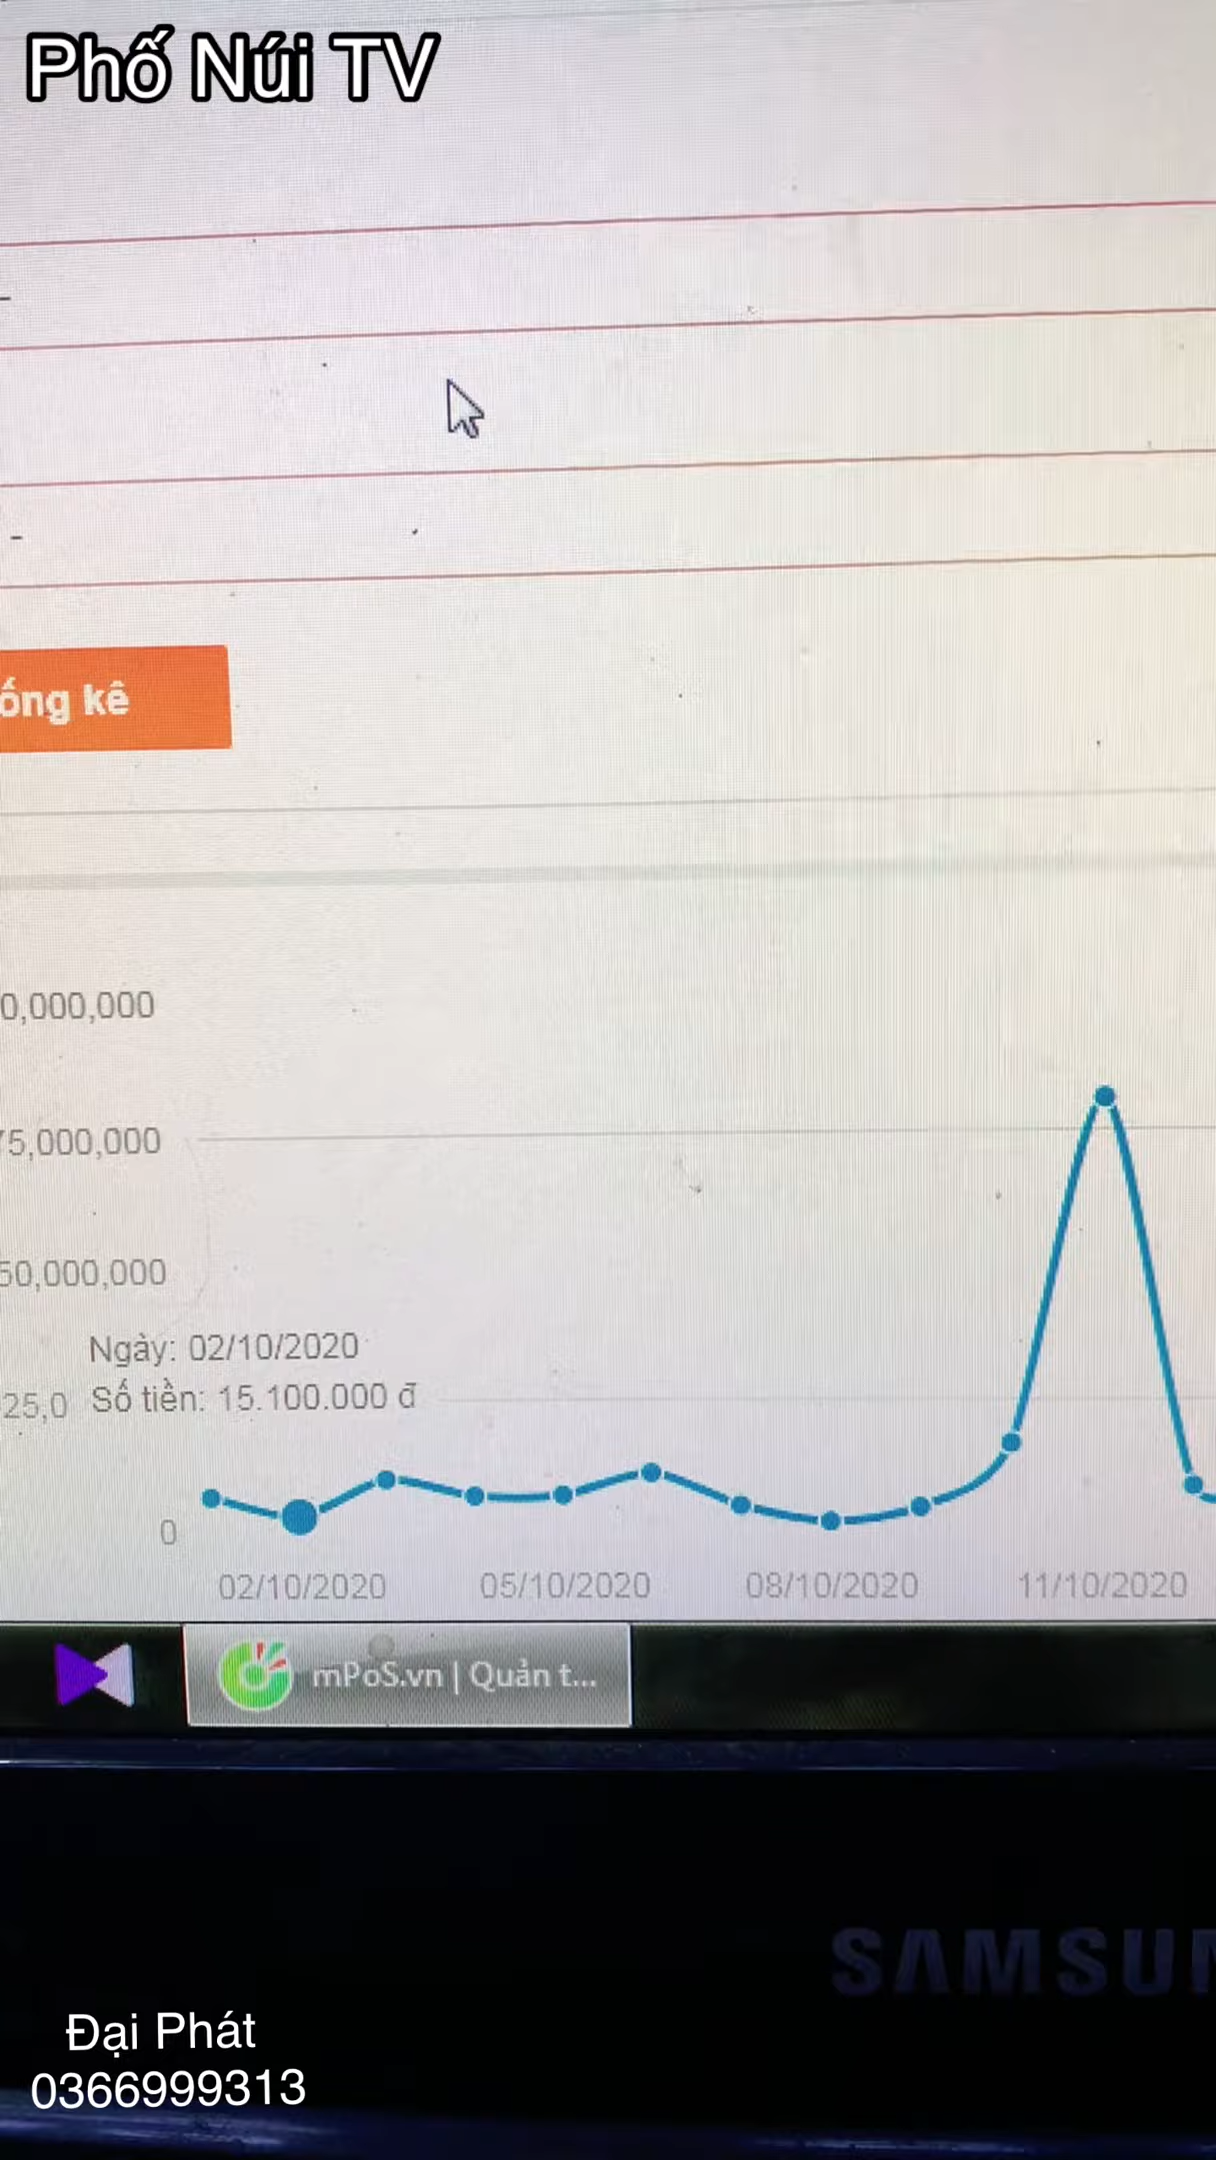 Phố Núi TV
-
-
ống kê
0,000,000
75,000,000
50,000,000
Ngày: 02/10/2020
25,0 Số tiền: 15.100.000 đ
0
02/10/2020 05/10/2020 08/10/2020 11/10/2020
mPoS.vn | Quản t...
SAMSUN
Đại Phát
0366999313